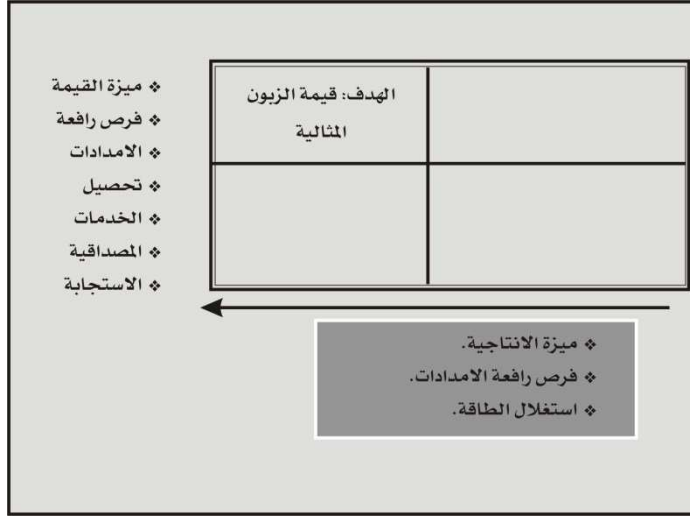 الهدف: قيمة الزبون
المثالية
❖ ميزة القيمة
❖ فرص رافعة
❖ الامدادات
❖ تحصيل
❖ الخدمات
❖ المصداقية
❖ الاستجابة
❖ ميزة الانتاجية.
❖ فرص رافعة الامدادات.
❖ استغلال الطاقة.